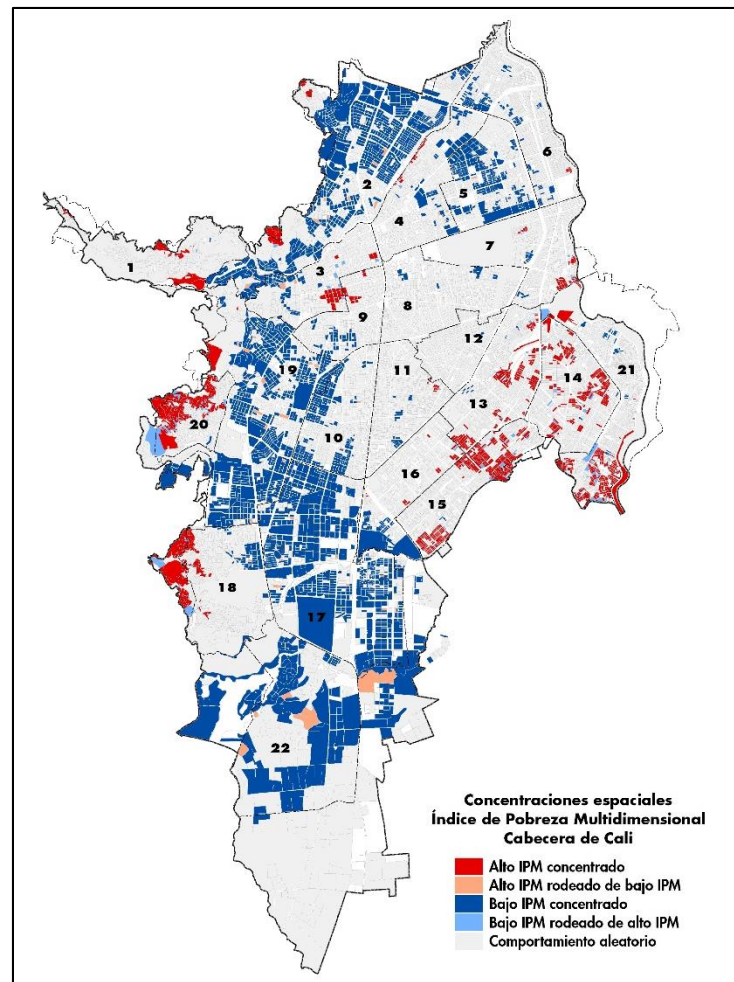 6
2
5
4
7
1
3
9
8
12
21
19
14
11
13
20
10
16
15
18
17
22
Concentraciones espaciales
Índice de Pobreza Multidimensional
Cabecera de Cali
Alto IPM concentrado
Alto IPM rodeado de bajo IPM
Bajo IPM concentrado
Bajo IPM rodeado de alto IPM
Comportamiento aleatorio